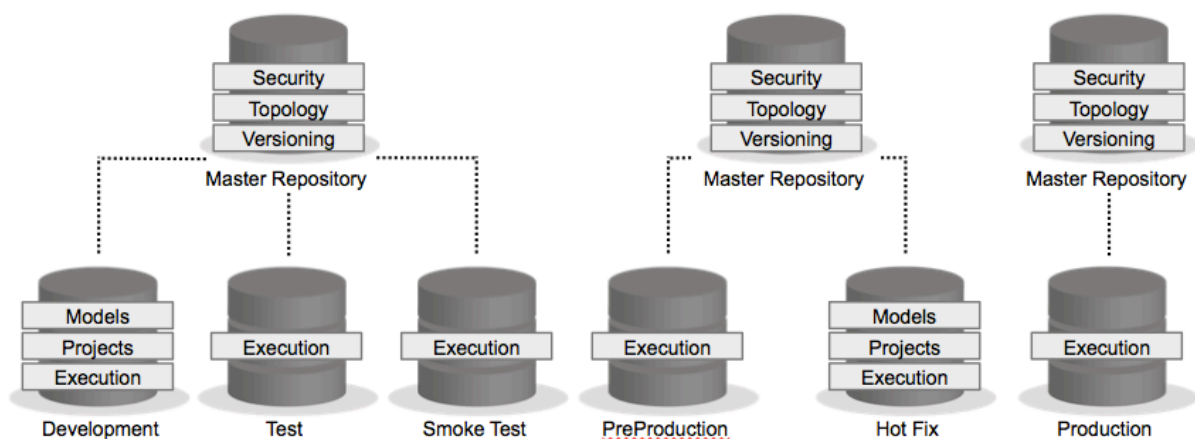 Security
Topology
Versioning
Master Repository
Security
Topology
Versioning
Master Repository
Security
Topology
Versioning
Master Repository
Models
Projects
Execution
Development
Execution
Test
Execution
Smoke Test
Execution
PreProduction
Models
Projects
Execution
Hot Fix
Execution
Production